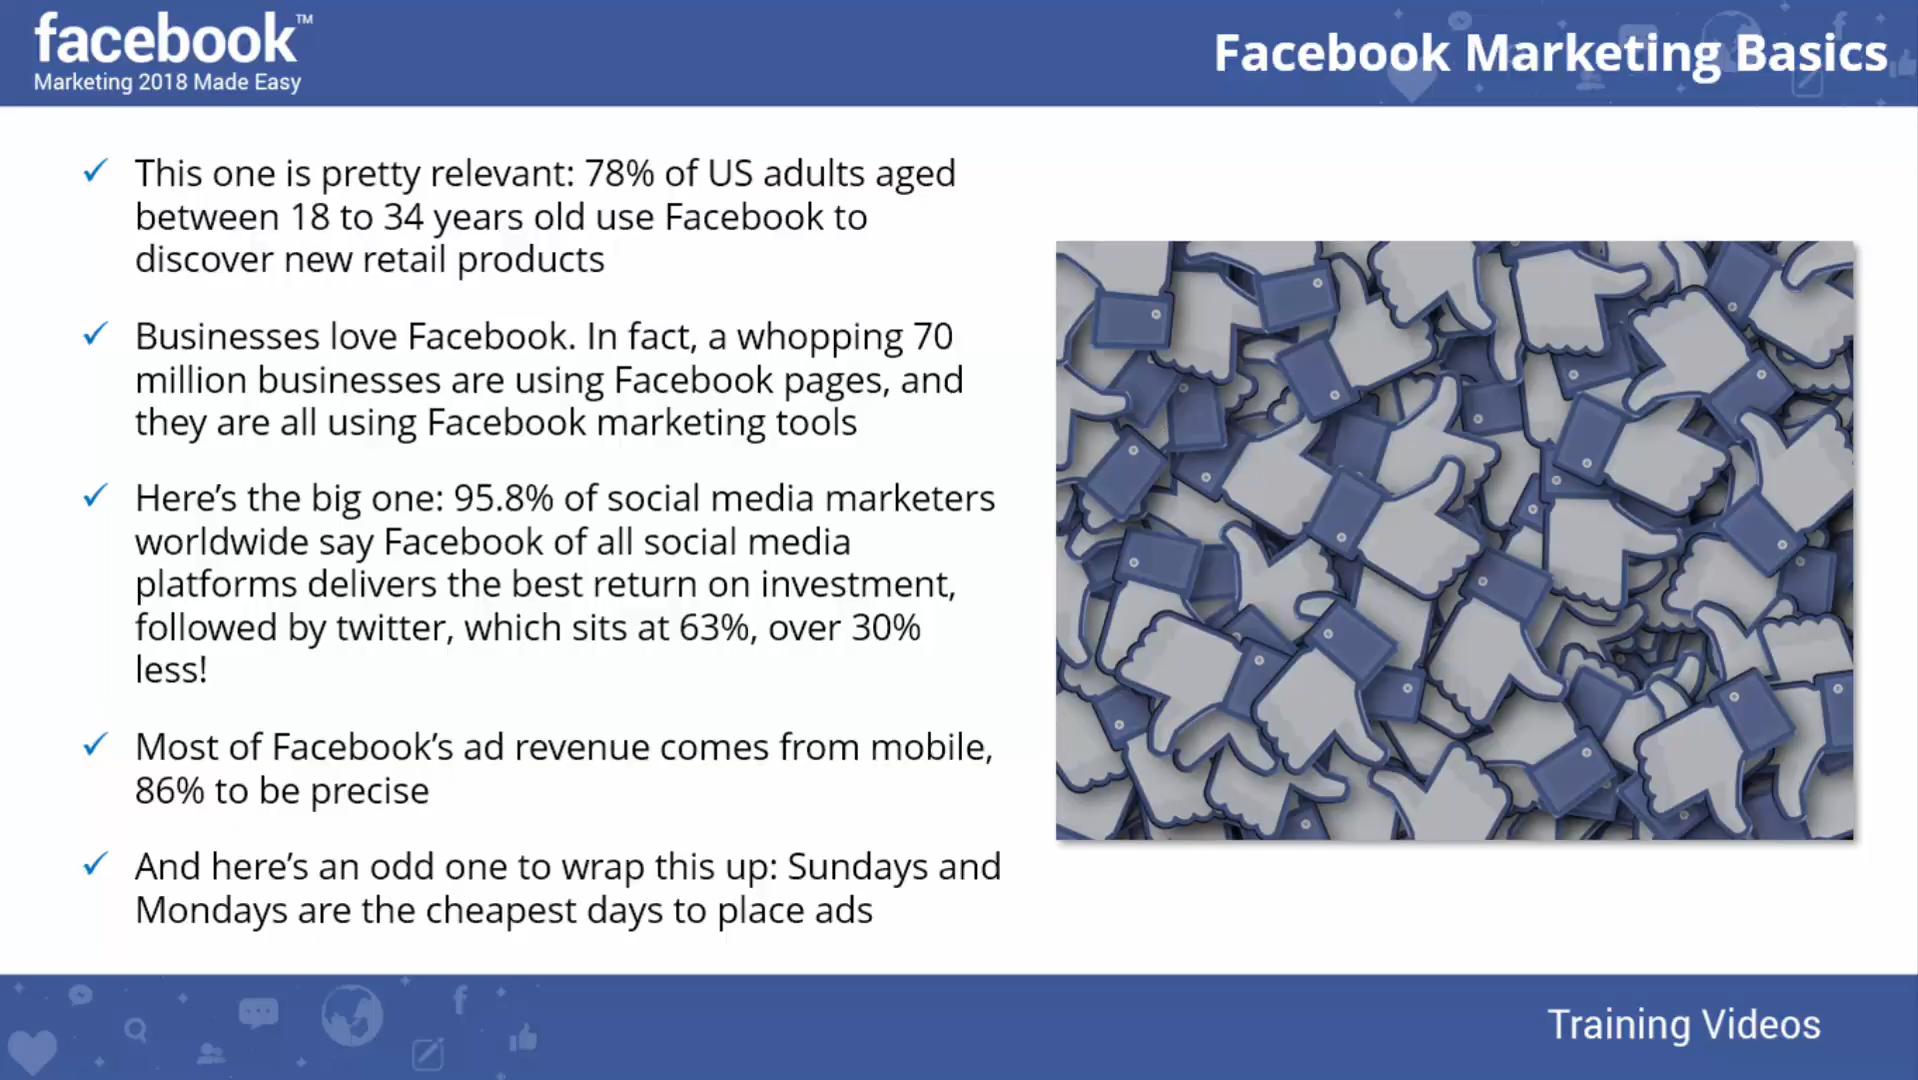 facebook™
Marketing 2018 Made Easy
Facebook Marketing Basics
✓ This one is pretty relevant: 78% of US adults aged
between 18 to 34 years old use Facebook to
discover new retail products
✓ Businesses love Facebook. In fact, a whopping 70
million businesses are using Facebook pages, and
they are all using Facebook marketing tools
✓ Here’s the big one: 95.8% of social media marketers
worldwide say Facebook of all social media
platforms delivers the best return on investment,
followed by twitter, which sits at 63%, over 30%
less!
✓ Most of Facebook’s ad revenue comes from mobile,
86% to be precise
✓ And here’s an odd one to wrap this up: Sundays and
Mondays are the cheapest days to place ads
Training Videos